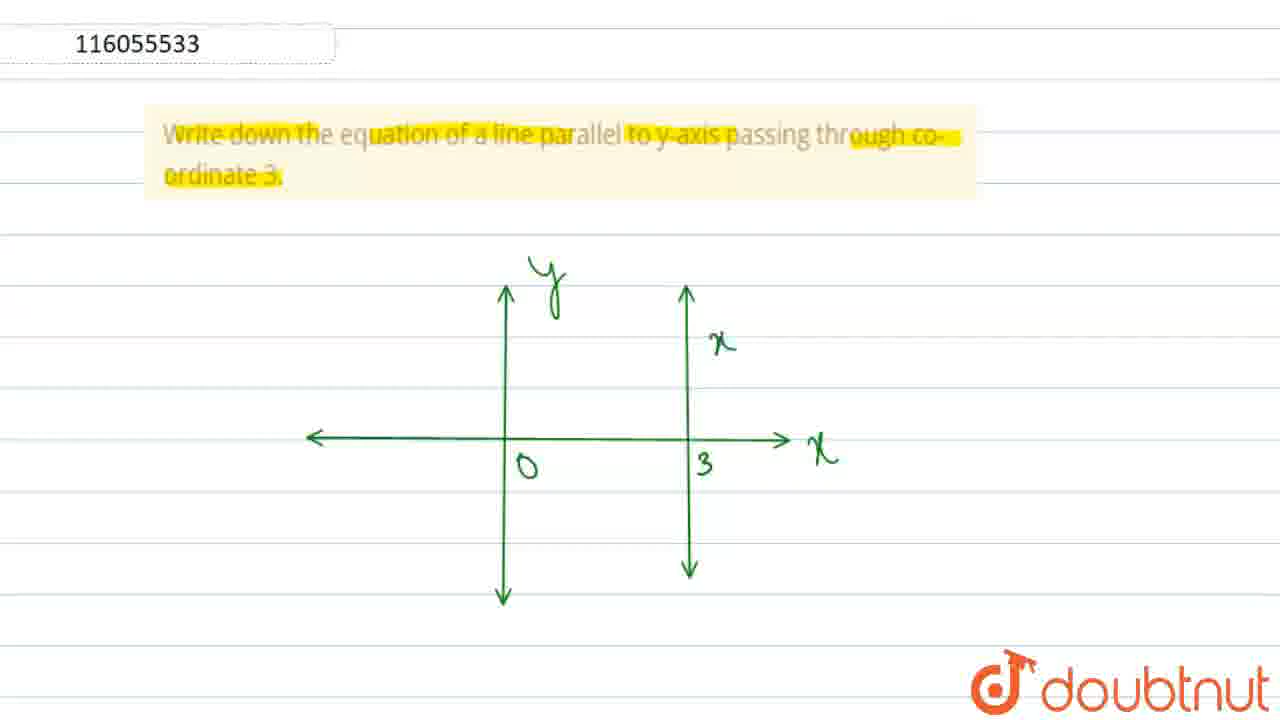 116055533
Write down the equation of a line parallel to y-axis passing through co-
ordinate 3.
y
x
x
0
3
doubtnut